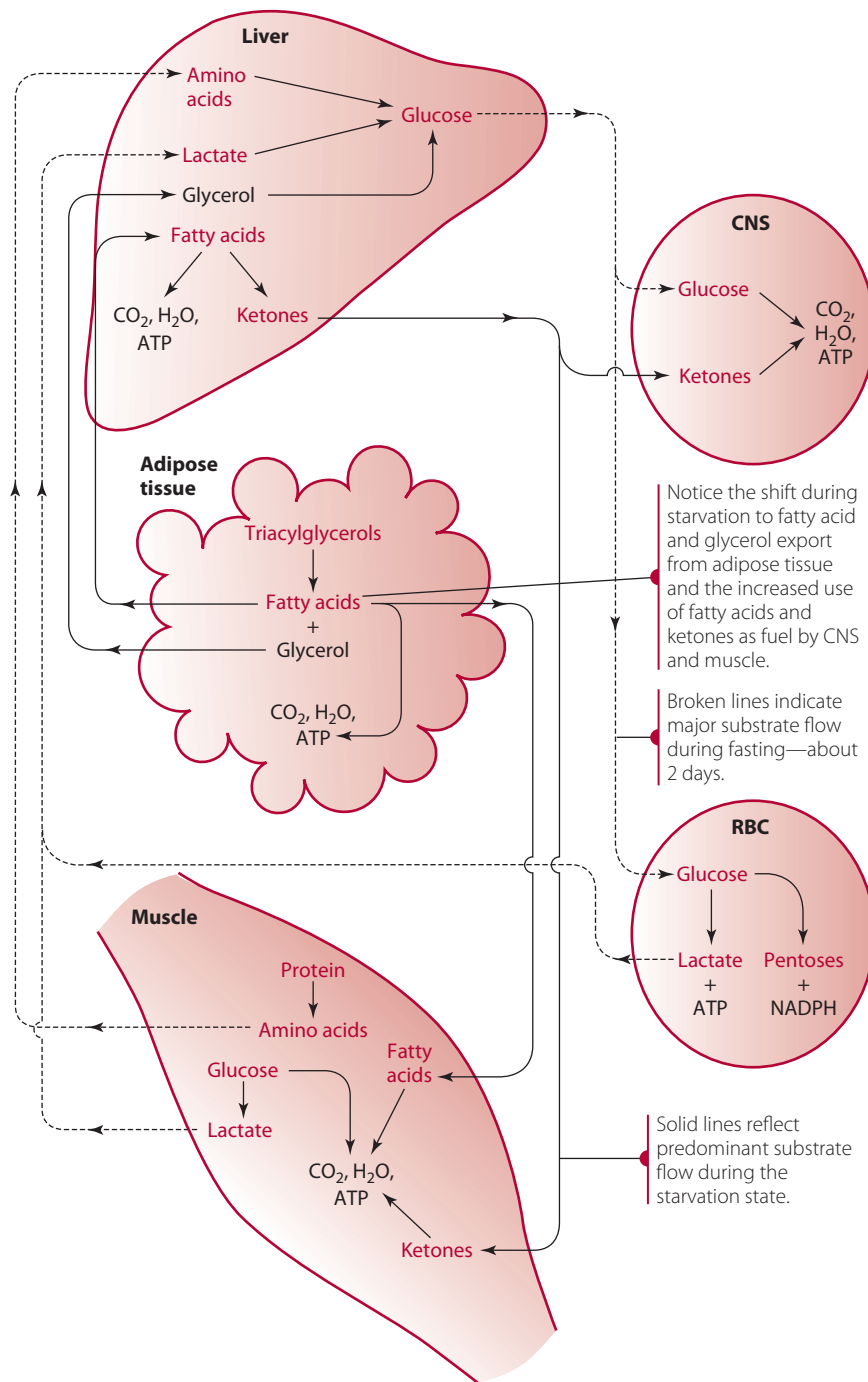 Liver
Amino
acids
Glucose
Lactate
Glycerol
Fatty acids
CO2, H2O,
ATP
Ketones
CNS
Glucose
CO2,
H2O,
ATP
Ketones
Adipose
tissue
Triacylglycerols
Fatty acids
+
Glycerol
CO2, H2O,
ATP
Notice the shift during
starvation to fatty acid
and glycerol export
from adipose tissue
and the increased use
of fatty acids and
ketones as fuel by CNS
and muscle.
Broken lines indicate
major substrate flow
during fasting—about
2 days.
RBC
Glucose
Lactate Pentoses
+ +
ATP NADPH
Muscle
Protein
Amino acids
Fatty
acids
Glucose
Lactate
CO2, H2O,
ATP
Ketones
Solid lines reflect
predominant substrate
flow during the
starvation state.